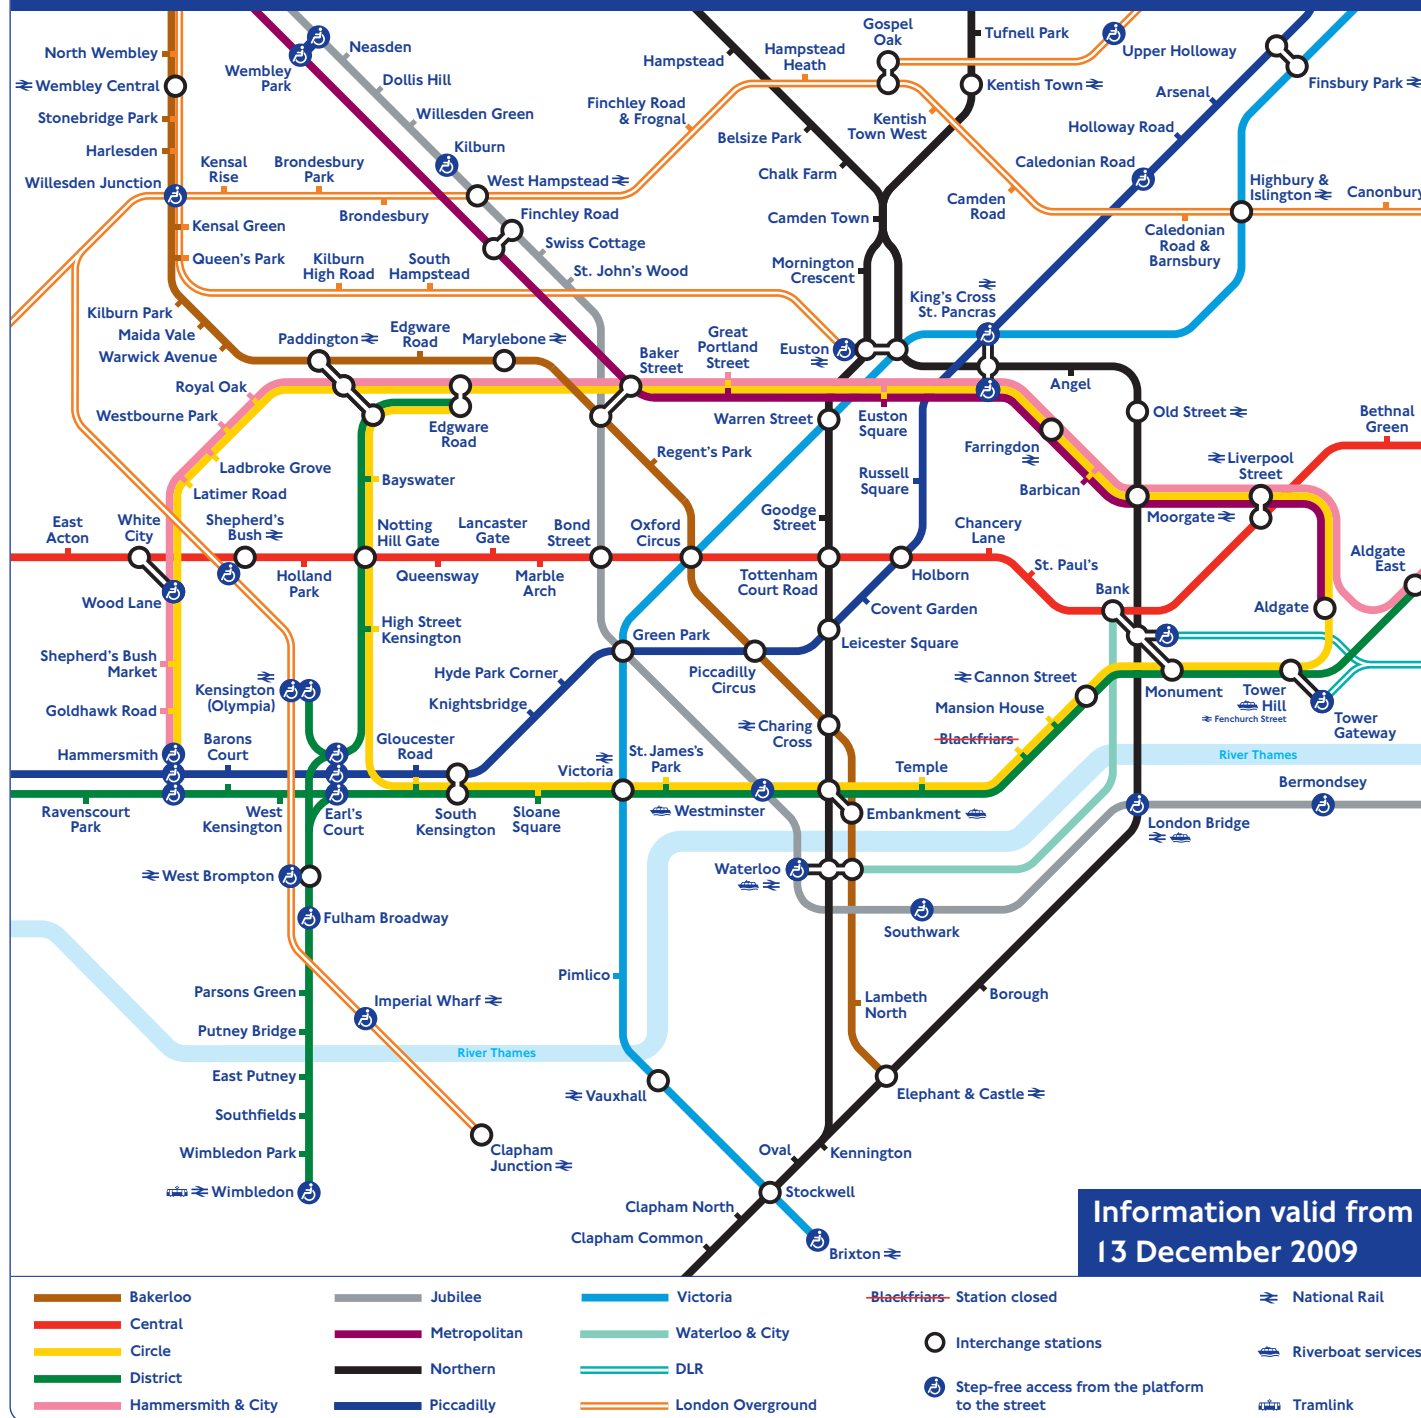 North Wembley
Wembley Central
Stonebridge Park
Harlesden
Willesden Junction
Kensal
Rise
Brondesbury
Park
Brondesbury
Kensal Green
Queen's Park
Kilburn
High Road
South
Hampstead
Wembley
Park
Neasden
Dollis Hill
Willesden Green
Kilburn
West Hampstead
Finchley Road
Swiss Cottage
St. John's Wood
Finchley Road
& Frognal
Hampstead
Heath
Gospel
Oak
Hampstead
Belsize Park
Chalk Farm
Camden Town
Mornington
Crescent
Kentish
Town West
Camden
Road
Tufnell Park
Kentish Town
Upper Holloway
Finsbury Park
Arsenal
Holloway Road
Caledonian Road
Highbury &
Islington
Canonbury
Caledonian
Road &
Barnsbury
King's Cross
St. Pancras
Kilburn Park
Maida Vale
Warwick Avenue
Royal Oak
Westbourne Park
Ladbroke Grove
Latimer Road
Paddington
Edgware
Road
Marylebone
Edgware
Road
Baker
Street
Great
Portland
Street
Euston
Warren Street
Euston
Square
Angel
Old Street
Farringdon
Barbican
Moorgate
Liverpool
Street
Bethnal
Green
Regent's Park
Russell
Square
Goodge
Street
Bayswater
East
Acton
White
City
Shepherd's
Bush
Holland
Park
Notting
Hill Gate
Queensway
Lancaster
Gate
Marble
Arch
Bond
Street
Oxford
Circus
Tottenham
Court Road
Holborn
Chancery
Lane
St. Paul's
Bank
Aldgate
East
Aldgate
Wood Lane
Shepherd's Bush
Market
Goldhawk Road
Hammersmith
High Street
Kensington
Kensington
(Olympia)
Barons
Court
Gloucester
Road
Ravenscourt
Park
West
Kensington
Earl's
Court
South
Kensington
Sloane
Square
Hyde Park Corner
Knightsbridge
Green Park
Piccadilly
Circus
Leicester Square
Covent Garden
Charing
Cross
Victoria
St. James's
Park
Westminster
Embankment
Temple
Blackfriars
Mansion House
Cannon Street
Monument
Tower
Hill
Fenchurch Street
Tower
Gateway
River Thames
Bermondsey
London Bridge
Waterloo
Southwark
West Brompton
Fulham Broadway
Parsons Green
Putney Bridge
East Putney
Southfields
Wimbledon Park
Wimbledon
Imperial Wharf
River Thames
Clapham
Junction
Pimlico
Vauxhall
Lambeth
North
Borough
Elephant & Castle
Oval
Kennington
Stockwell
Clapham North
Clapham Common
Brixton
Information valid from
13 December 2009
Bakerloo
Central
Circle
District
Hammersmith & City
Jubilee
Metropolitan
Northern
Piccadilly
Victoria
Waterloo & City
DLR
London Overground
Blackfriars Station closed
Interchange stations
Step-free access from the platform
to the street
National Rail
Riverboat services
Tramlink